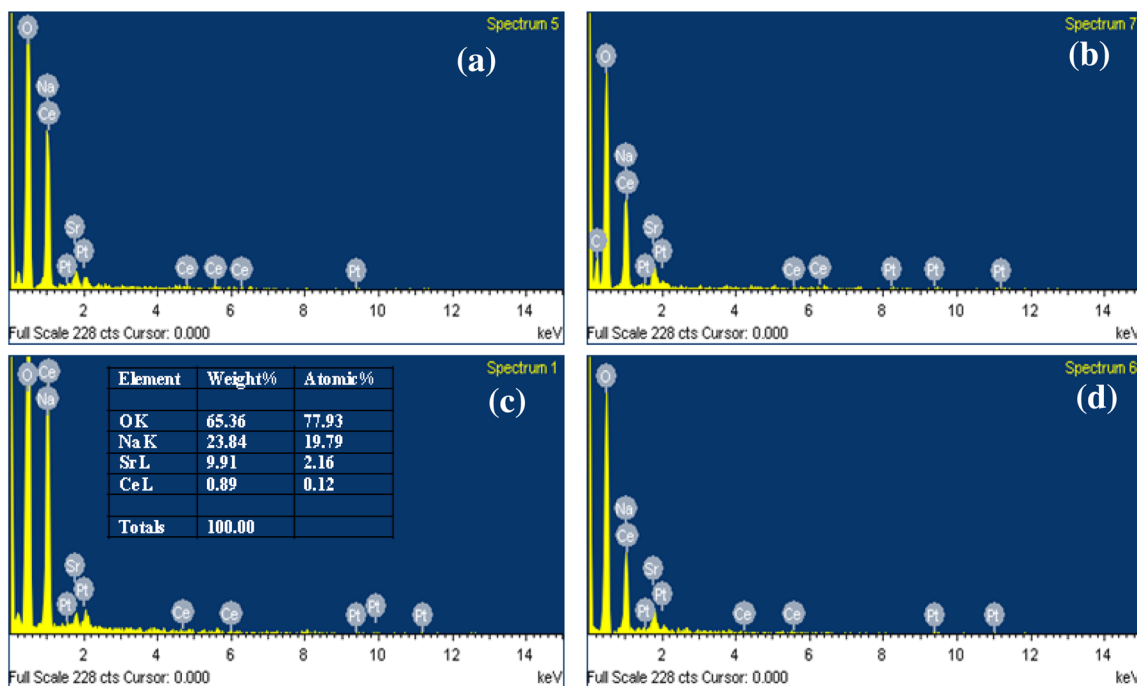 Spectrum 5
(a)
O
Na
Ce
Sr
Pt
Pt
Ce Ce Ce Pt
2 4 6 8 10 12 14
Full Scale 228 cts Cursor: 0.000 keV
Spectrum 7
(b)
O
Na
Ce
C
Sr
Pt
Pt
Ce Ce Pt Pt Pt
2 4 6 8 10 12 14
Full Scale 228 cts Cursor: 0.000 keV
Spectrum 1
(c)
O Ce
Na
Element Weight% Atomic%
O K 65.36 77.93
Na K 23.84 19.79
Sr L 9.91 2.16
Ce L 0.89 0.12
Totals 100.00
Sr
Pt
Pt
Ce Ce Pt Pt Pt
2 4 6 8 10 12 14
Full Scale 228 cts Cursor: 0.000 keV
Spectrum 6
(d)
O
Na
Ce
Sr
Pt
Pt
Ce Ce Pt Pt
2 4 6 8 10 12 14
Full Scale 228 cts Cursor: 0.000 keV